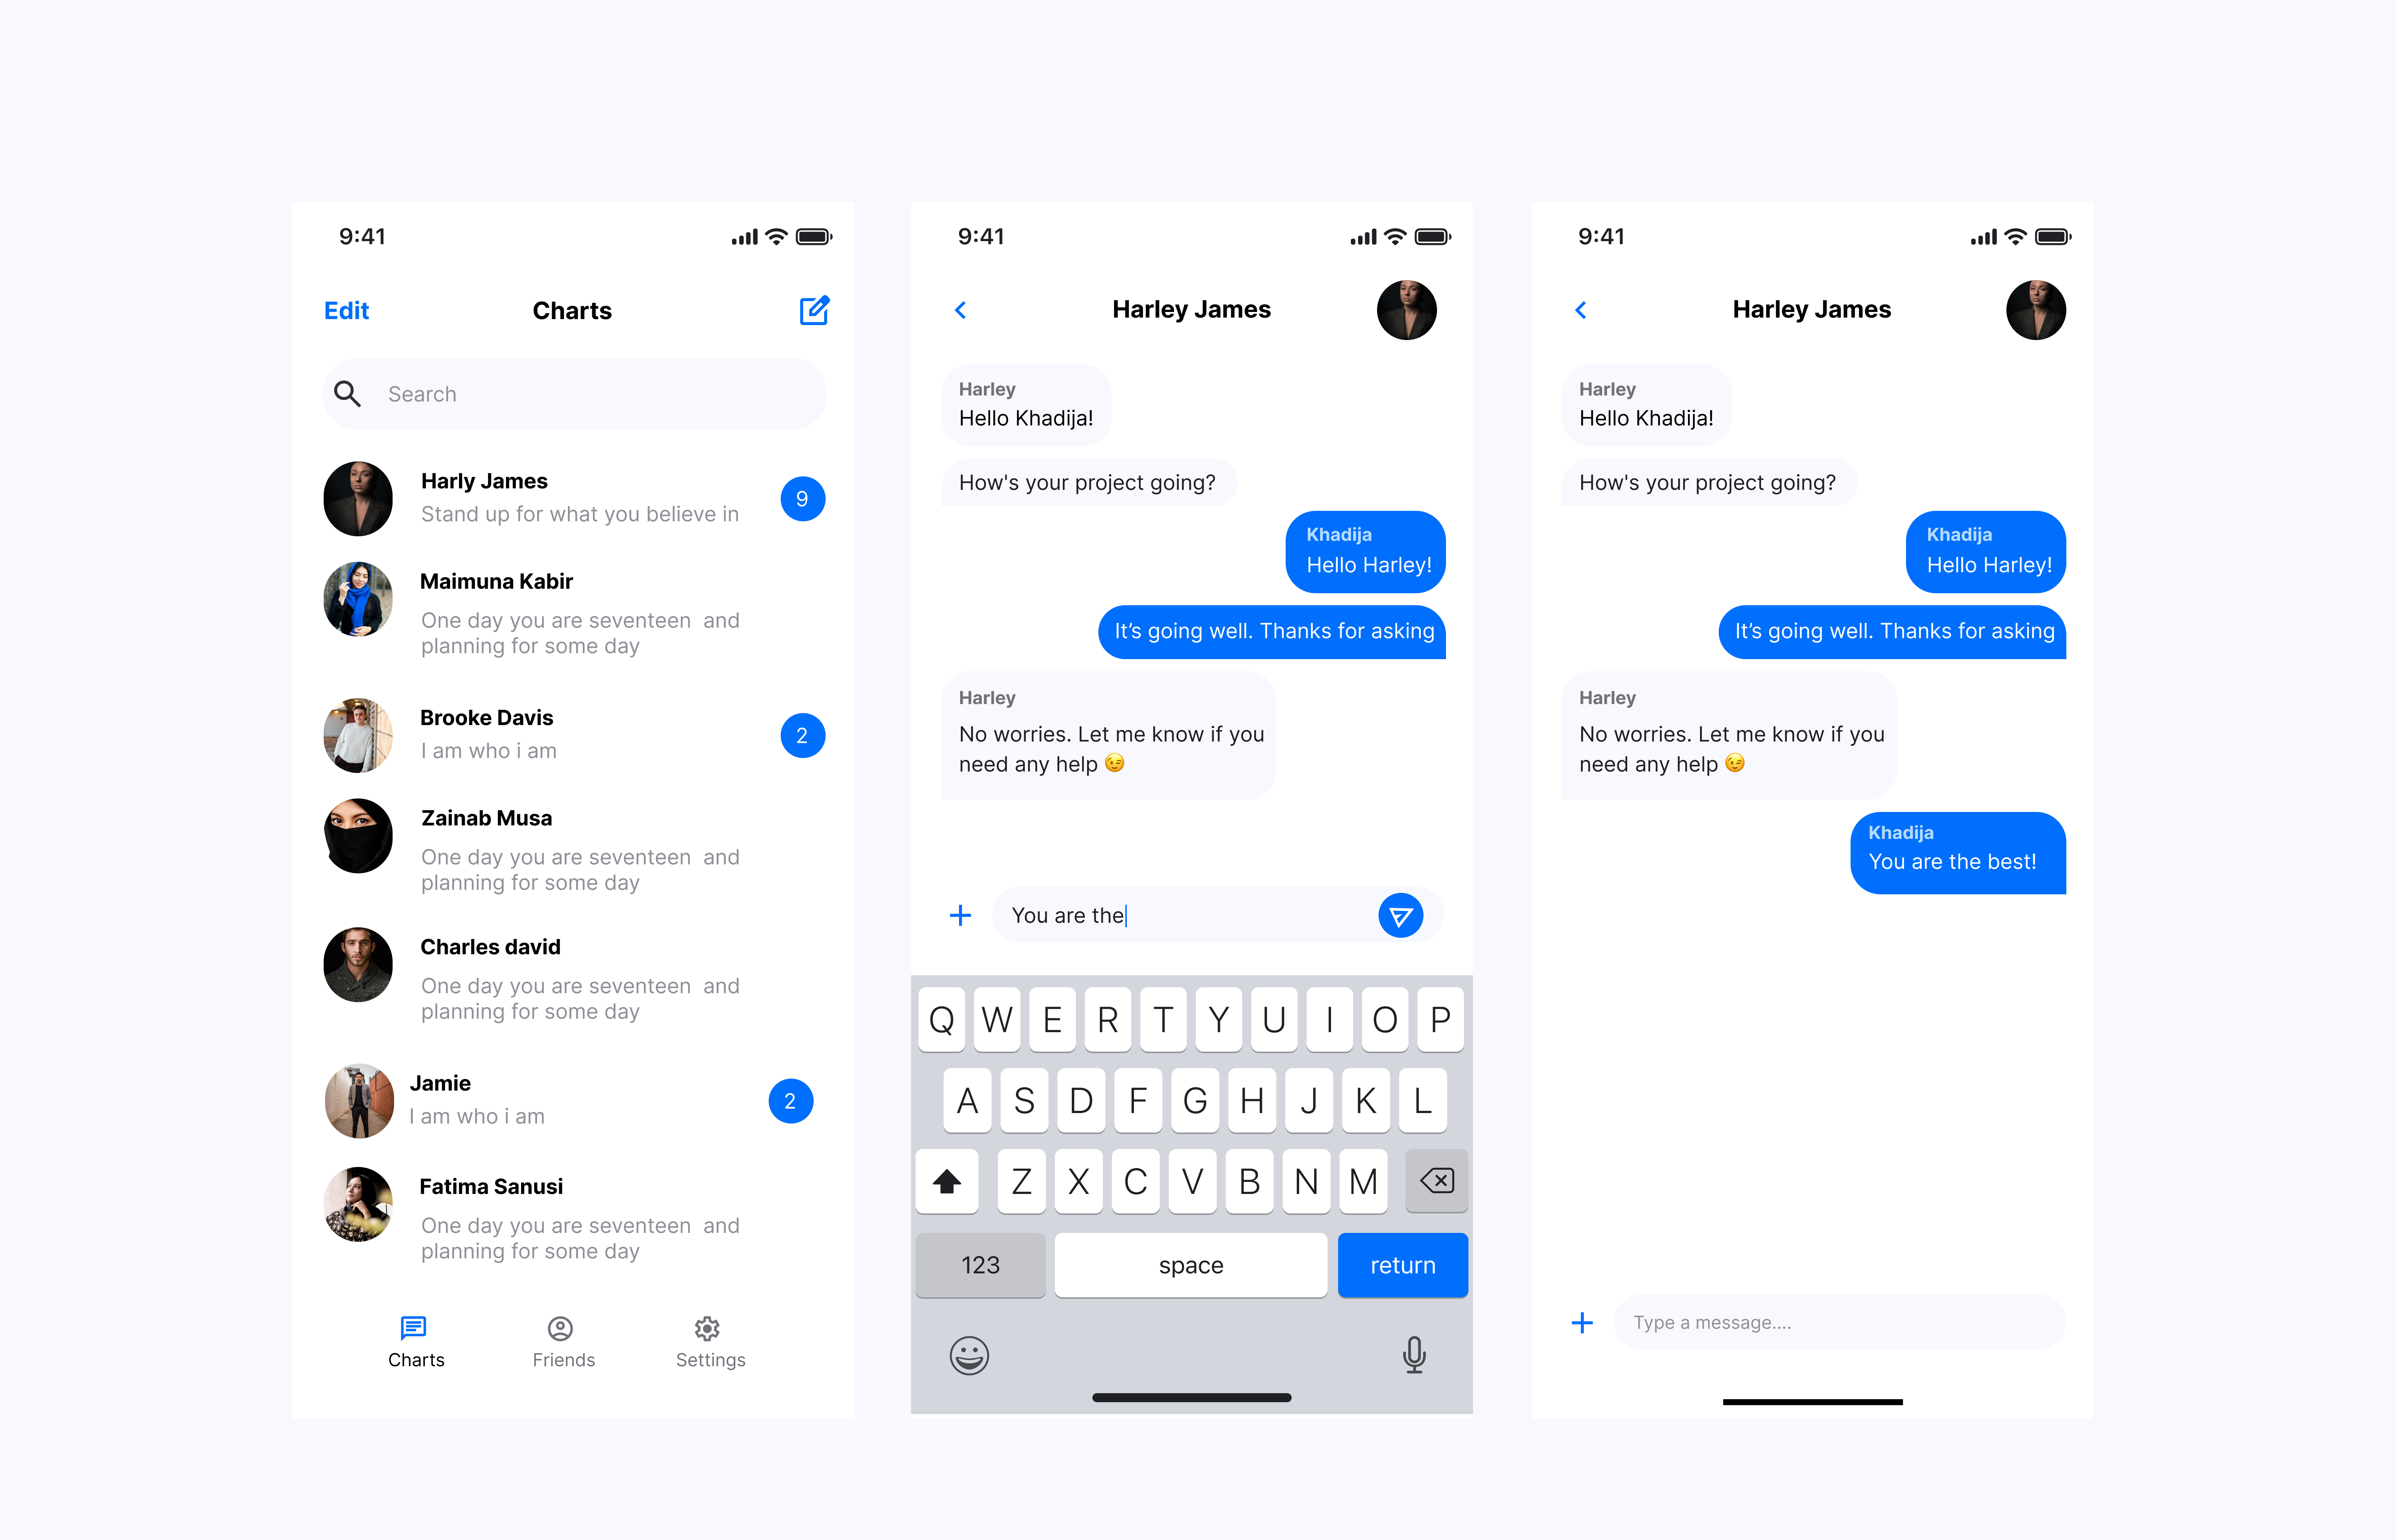 9:41
Edit
Charts
Search
Harly James
Stand up for what you believe in
9
Maimuna Kabir
One day you are seventeen  and
planning for some day
Brooke Davis
I am who i am
2
Zainab Musa
One day you are seventeen  and
planning for some day
Charles david
One day you are seventeen  and
planning for some day
Jamie
I am who i am
2
Fatima Sanusi
One day you are seventeen  and
planning for some day
Charts
Friends
Settings
9:41
Harley James
Harley
Hello Khadija!
How's your project going?
Khadija
Hello Harley!
It’s going well. Thanks for asking
Harley
No worries. Let me know if you
need any help 😉
You are the
Q W E R T Y U I O P
A S D F G H J K L
Z X C V B N M
123 space return
9:41
Harley James
Harley
Hello Khadija!
How's your project going?
Khadija
Hello Harley!
It’s going well. Thanks for asking
Harley
No worries. Let me know if you
need any help 😉
Khadija
You are the best!
Type a message....